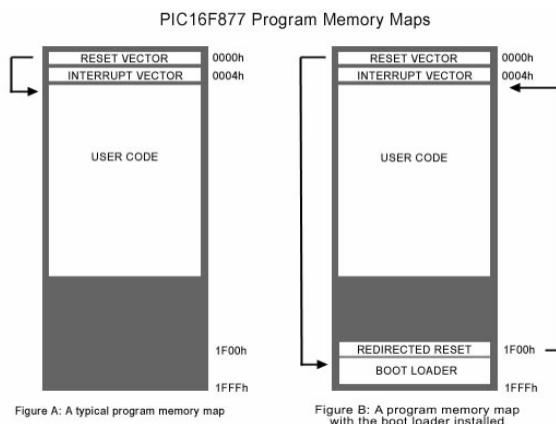 PIC16F877 Program Memory Maps
RESET VECTOR 0000h
INTERRUPT VECTOR 0004h
USER CODE
1F00h
1FFFh
Figure A: A typical program memory map
RESET VECTOR 0000h
INTERRUPT VECTOR 0004h
USER CODE
REDIRECTED RESET 1F00h
BOOT LOADER
1FFFh
Figure B: A program memory map
with the boot loader installed